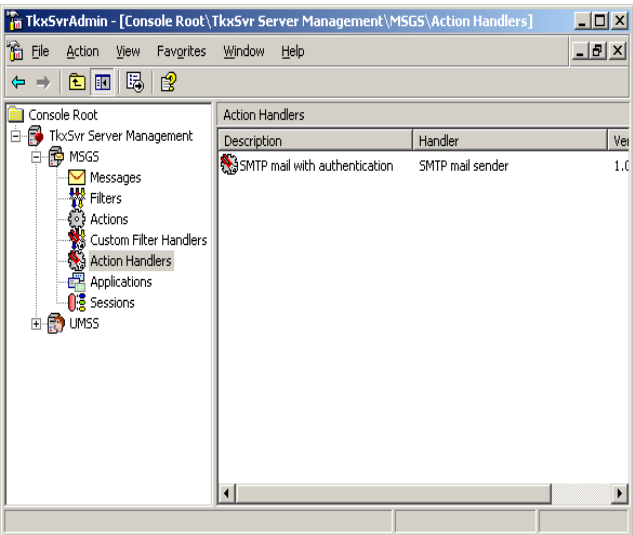 TkxSvrAdmin - [Console Root\TkxSvr Server Management\MSGS\Action Handlers]
File Action View Favorites Window Help
Console Root
TkxSvr Server Management
MSGS
Messages
Filters
Actions
Custom Filter Handlers
Action Handlers
Applications
Sessions
UMSS
Action Handlers
Description Handler
SMTP mail with authentication SMTP mail sender 1.0